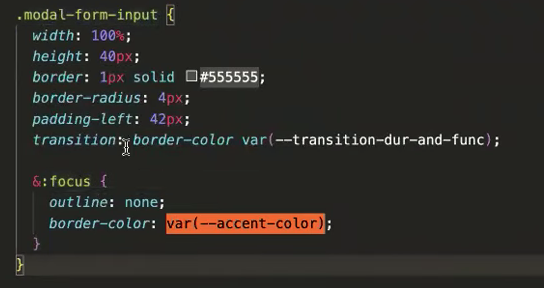 .modal-form-input {
width: 100%;
height: 40px;
border: 1px solid #555555;
border-radius: 4px;
padding-left: 42px;
transition: border-color var(--transition-dur-and-func);
&:focus {
outline: none;
border-color: var(--accent-color);
}
}